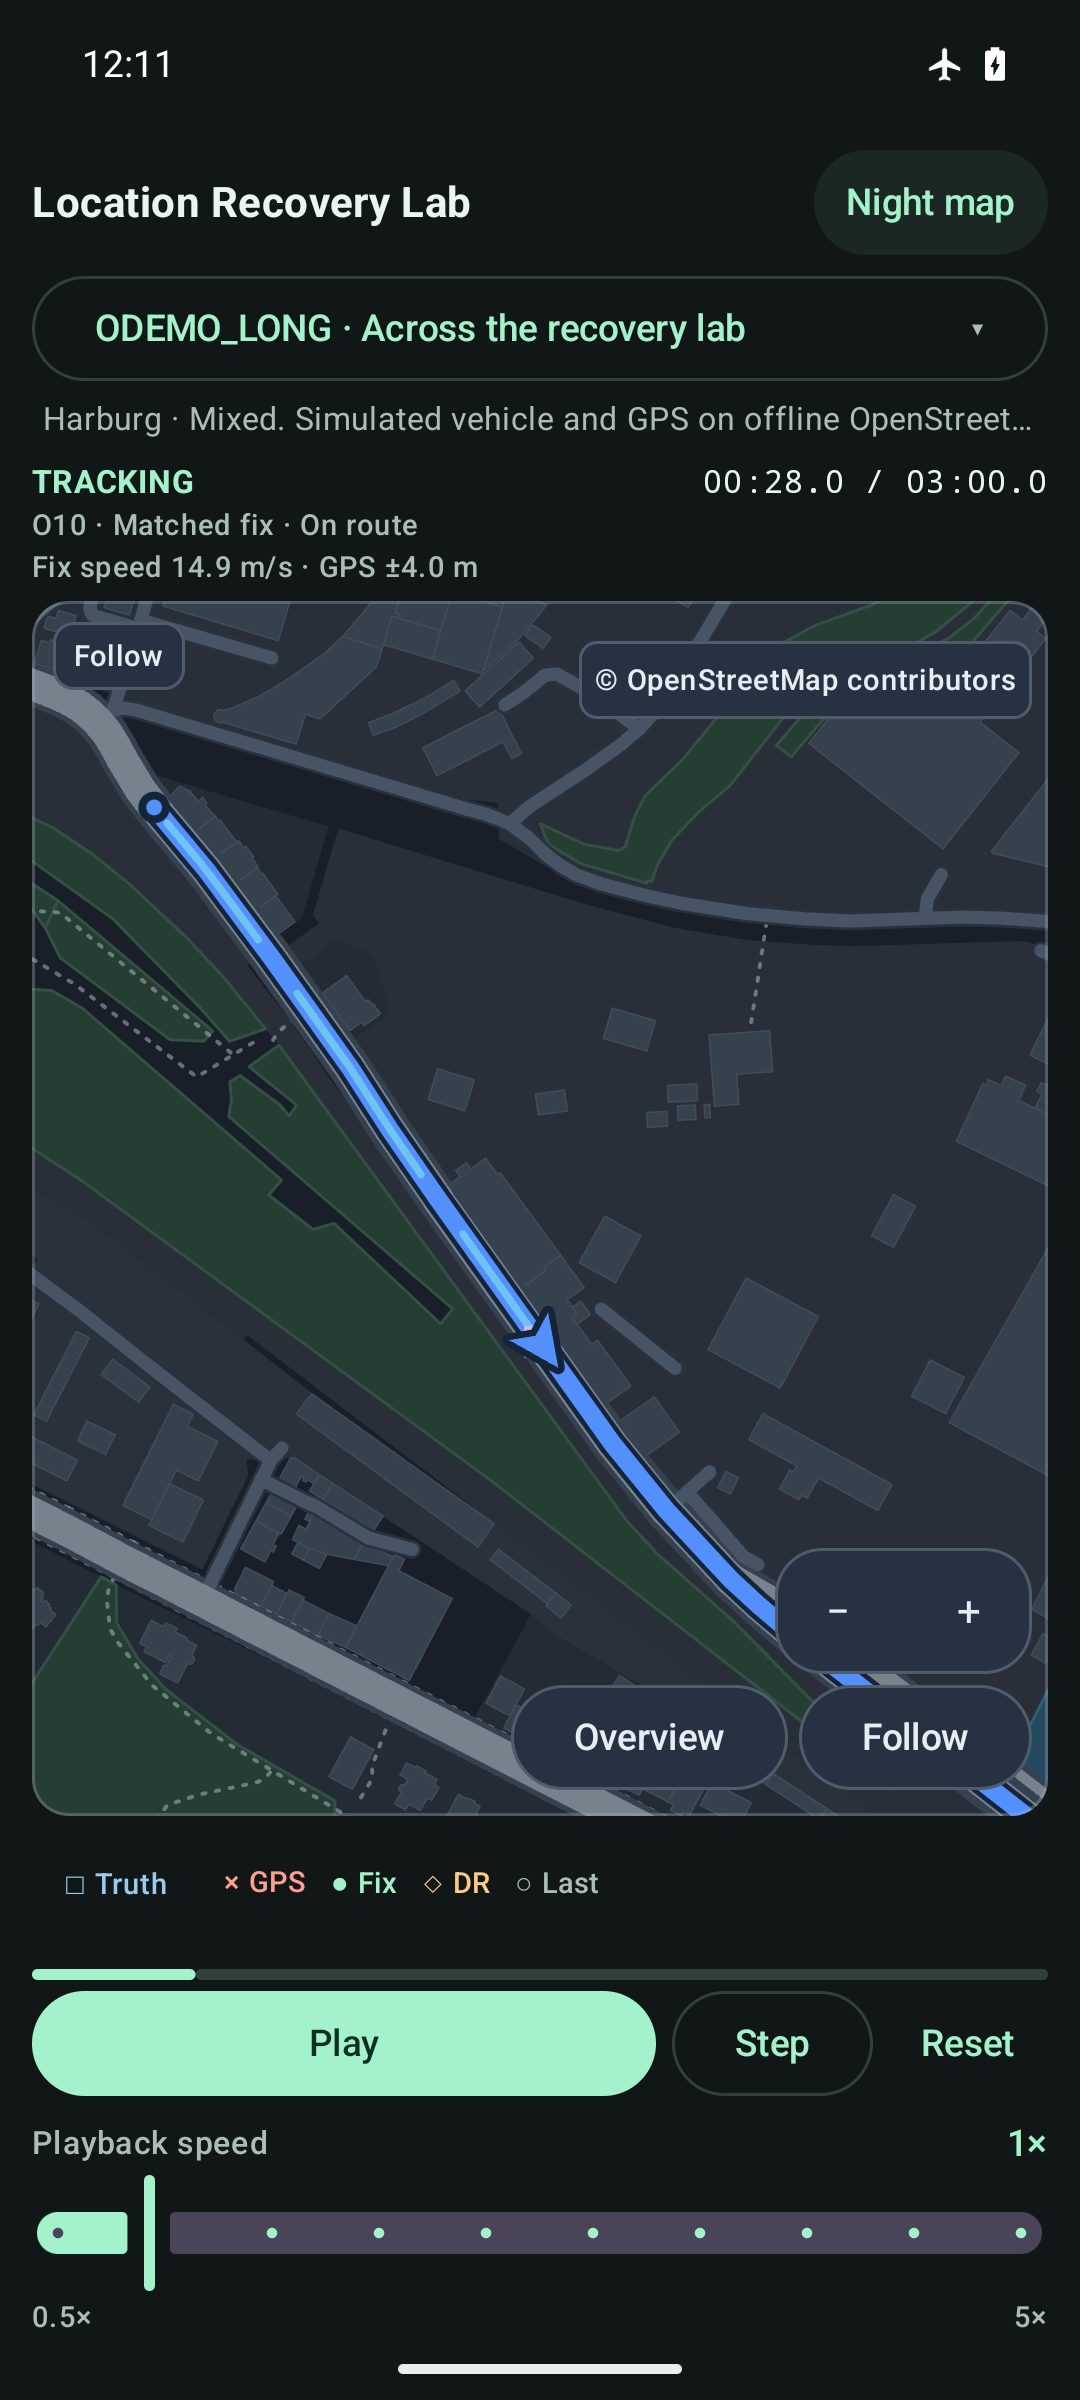 12:11
Location Recovery Lab
Night map
ODEMO_LONG · Across the recovery lab
Harburg · Mixed. Simulated vehicle and GPS on offline OpenStreet…
TRACKING
00:28.0 / 03:00.0
O10 · Matched fix · On route
Fix speed 14.9 m/s · GPS ±4.0 m
Follow
© OpenStreetMap contributors
− +
Overview
Follow
□ Truth × GPS ● Fix ◇ DR ○ Last
Play
Step
Reset
Playback speed
1×
0.5×
5×